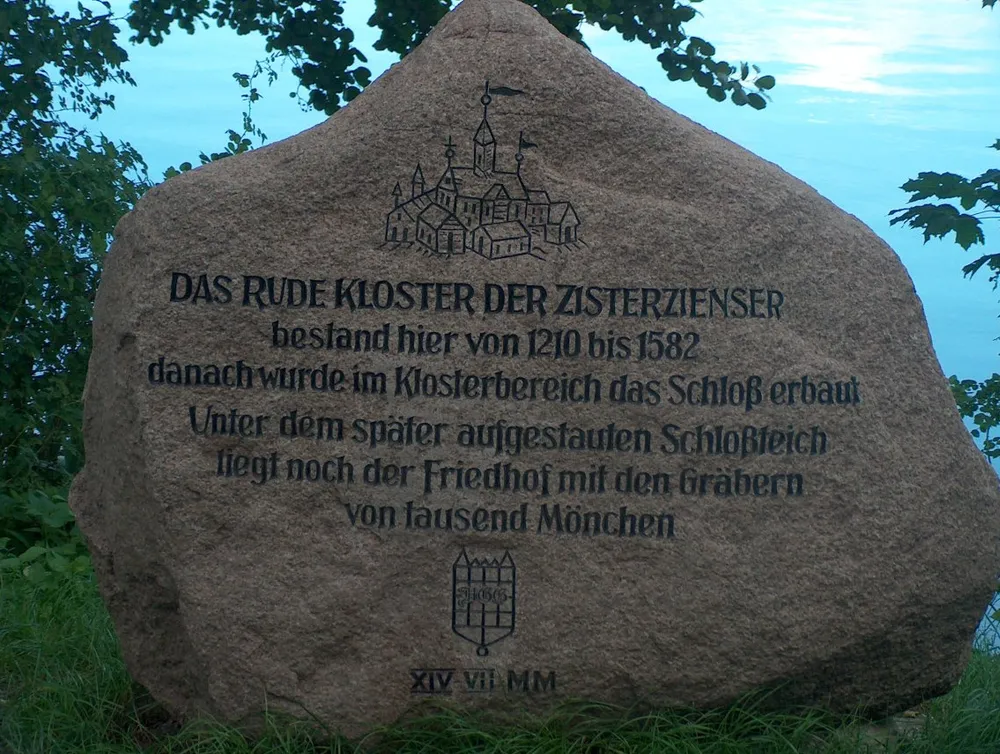 DAS RUDE KLOSTER DER ZISTERZIENSER
bestand hier von 1210 bis 1582
danach wurde im Klosterbereich das Schloß erbaut
Unter dem später aufgestauten Schloßteich
liegt noch der Friedhof mit den Gräbern
von tausend Mönchen
XIV VII MM